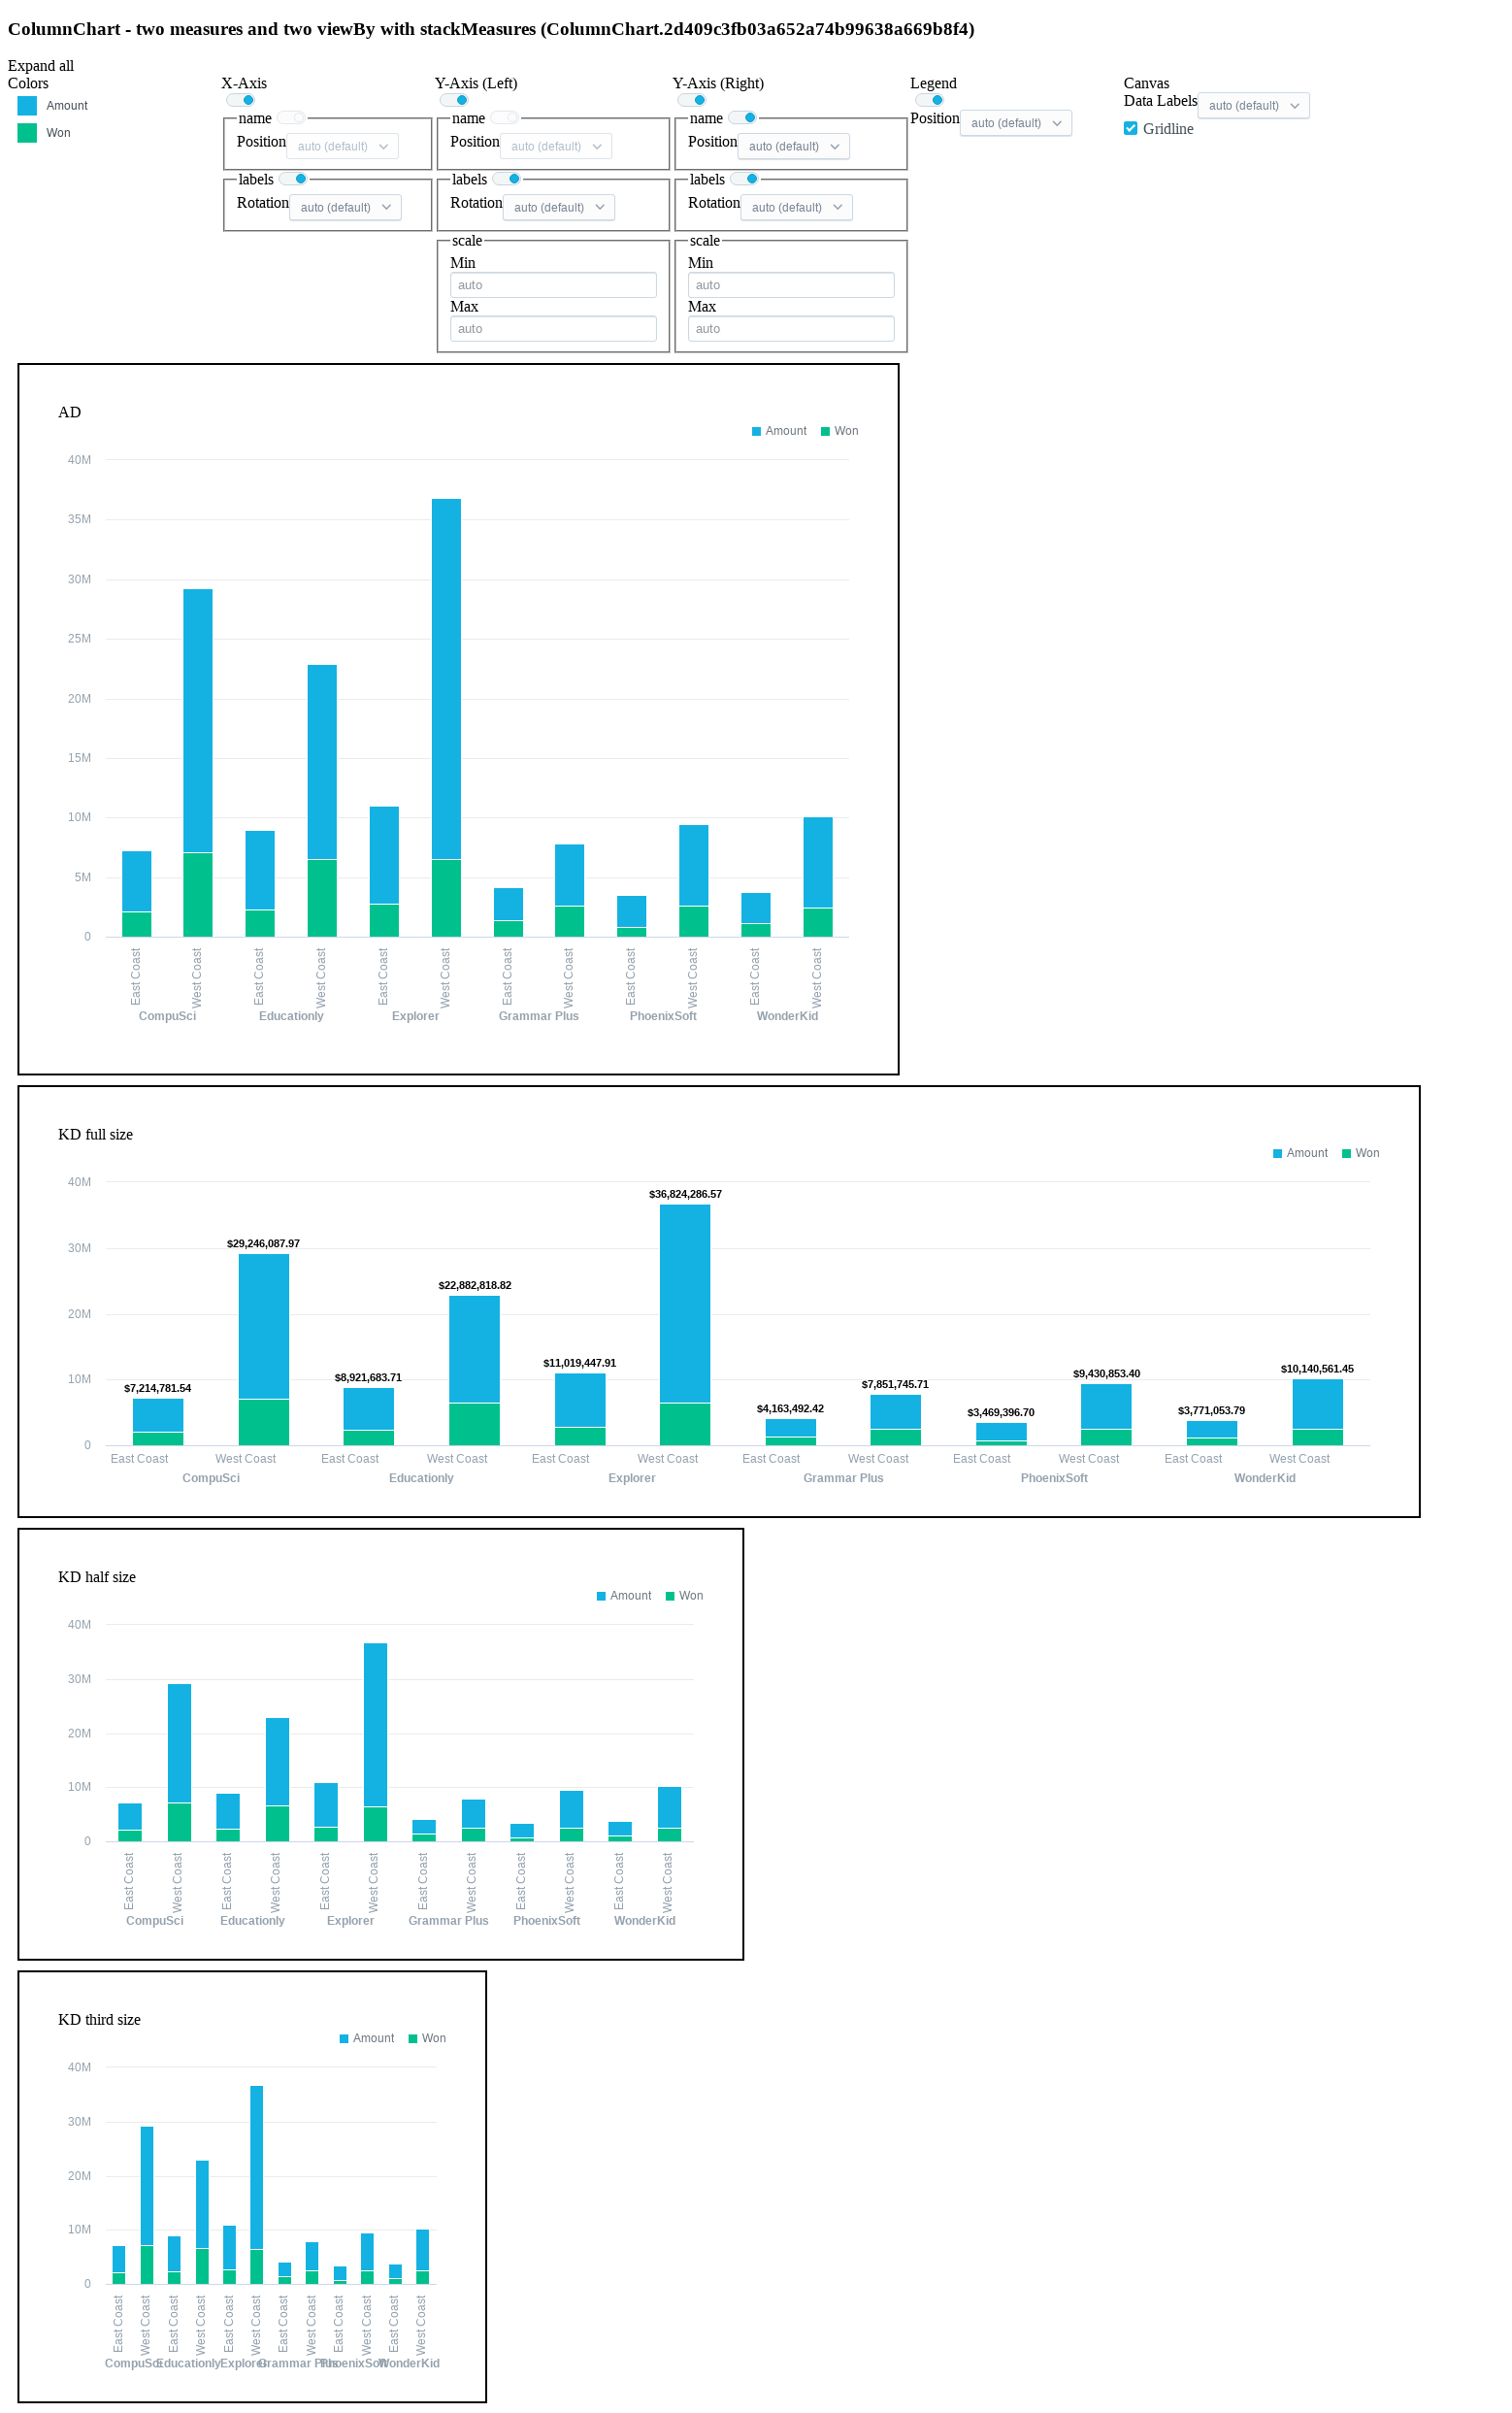 ColumnChart - two measures and two viewBy with stackMeasures (ColumnChart.2d409c3fb03a652a74b99638a669b8f4)
Expand all
Colors
Amount
Won
X-Axis
name
Position auto (default)
labels
Rotation auto (default)
Y-Axis (Left)
name
Position auto (default)
labels
Rotation auto (default)
scale
Min
auto
Max
auto
Y-Axis (Right)
name
Position auto (default)
labels
Rotation auto (default)
scale
Min
auto
Max
auto
Legend
Position auto (default)
Canvas
Data Labels auto (default)
Gridline
AD
Amount Won
40M
35M
30M
25M
20M
15M
10M
5M
0
East Coast West Coast East Coast West Coast East Coast West Coast East Coast West Coast East Coast West Coast East Coast West Coast
CompuSci Educationly Explorer Grammar Plus PhoenixSoft WonderKid
KD full size
Amount Won
40M
30M
20M
10M
0
$7,214,781.54
$29,246,087.97
$8,921,683.71
$22,882,818.82
$11,019,447.91
$36,824,286.57
$4,163,492.42
$7,851,745.71
$3,469,396.70
$9,430,853.40
$3,771,053.79
$10,140,561.45
East Coast West Coast East Coast West Coast East Coast West Coast East Coast West Coast East Coast West Coast East Coast West Coast
CompuSci Educationly Explorer Grammar Plus PhoenixSoft WonderKid
KD half size
Amount Won
40M
30M
20M
10M
0
East Coast West Coast East Coast West Coast East Coast West Coast East Coast West Coast East Coast West Coast East Coast West Coast
CompuSci Educationly Explorer Grammar Plus PhoenixSoft WonderKid
KD third size
Amount Won
40M
30M
20M
10M
0
East Coast West Coast East Coast West Coast East Coast West Coast East Coast West Coast East Coast West Coast East Coast West Coast
CompuSci Educationly Explorer Grammar Plus PhoenixSoft WonderKid